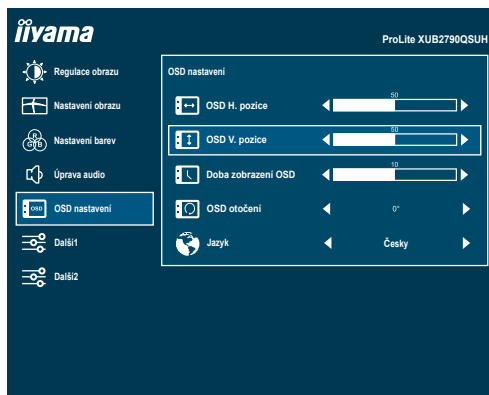 iiyama
ProLite XUB2790QSUH
Regulace obrazu
Nastavení obrazu
R
G B
Nastavení barev
Úprava audio
OSD
OSD nastavení
Další1
Další2
OSD nastavení
OSD H. pozice
50
OSD V. pozice
50
Doba zobrazení OSD
10
OSD otočení
0°
Jazyk
Česky